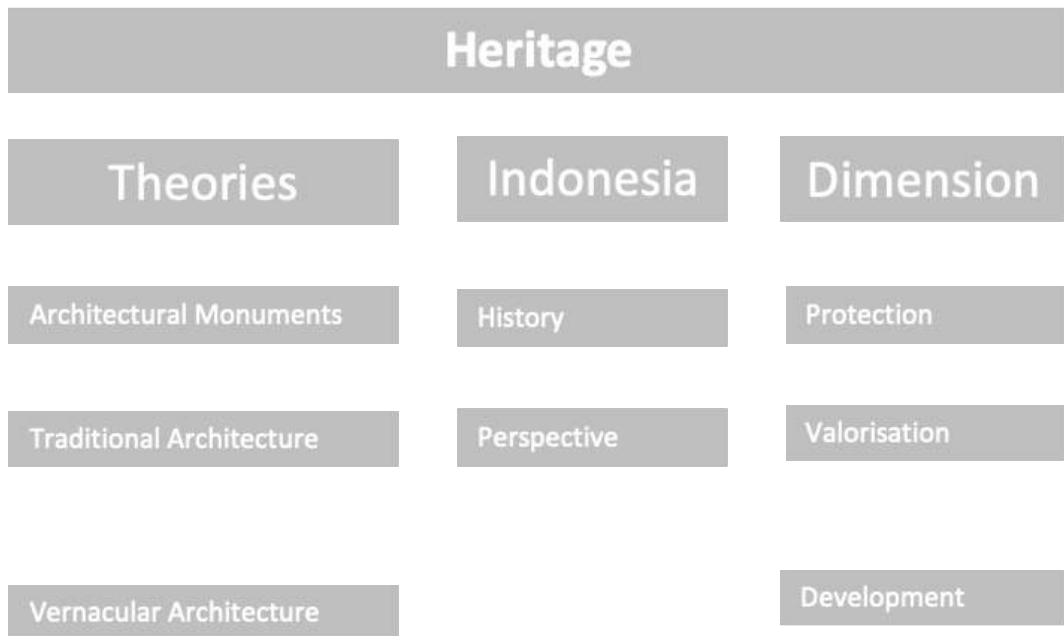 Heritage
Theories
Indonesia
Dimension
Architectural Monuments
History
Protection
Traditional Architecture
Perspective
Valorisation
Vernacular Architecture
Development